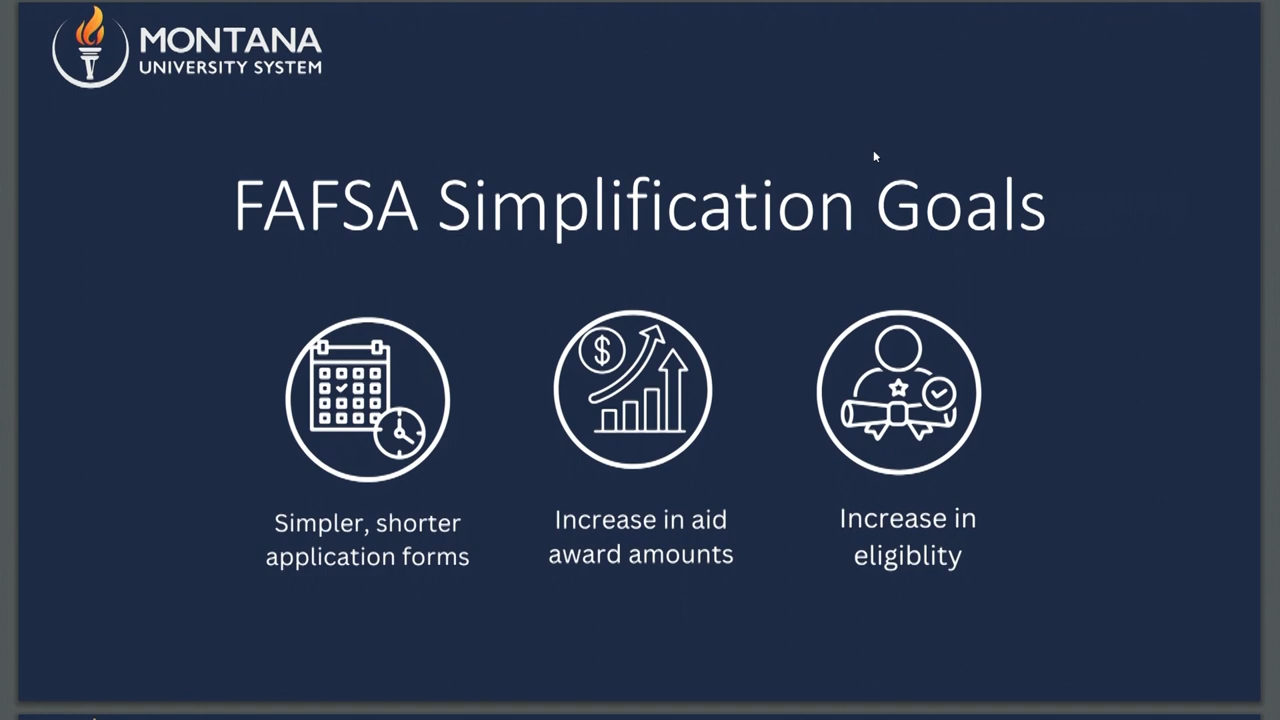 MONTANA
UNIVERSITY SYSTEM
FAFSA Simplification Goals
$
Simpler, shorter
application forms
Increase in aid
award amounts
Increase in
eligiblity